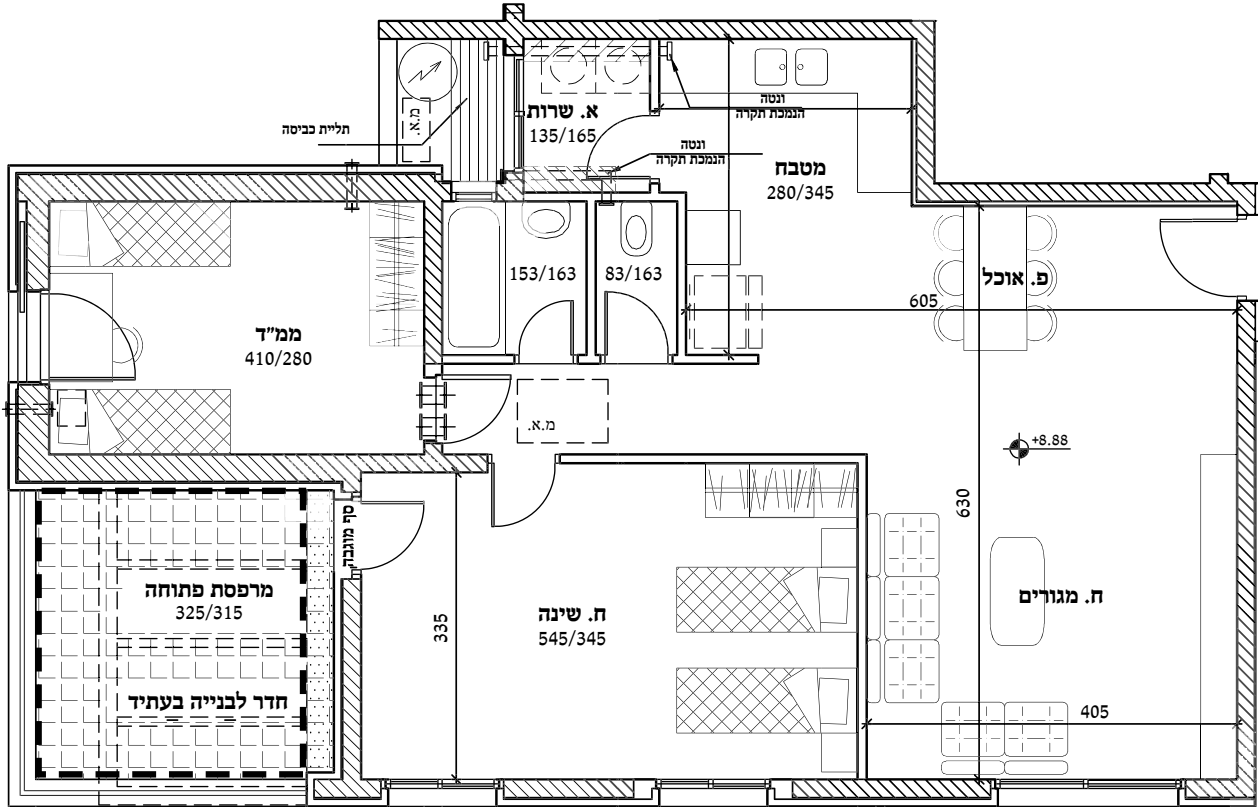 תליית כביסה
מ.א.
א. שרות
135/165
ונטה
הנמכת תקרה
ונטה
הנמכת תקרה
מטבח
280/345
153/163
83/163
פ. אוכל
605
ממ״ד
410/280
מ.א.
+8.88
630
סף מוגבה
מרפסת פתוחה
325/315
חדר לבנייה בעתיד
335
ח. שינה
545/345
ח. מגורים
405